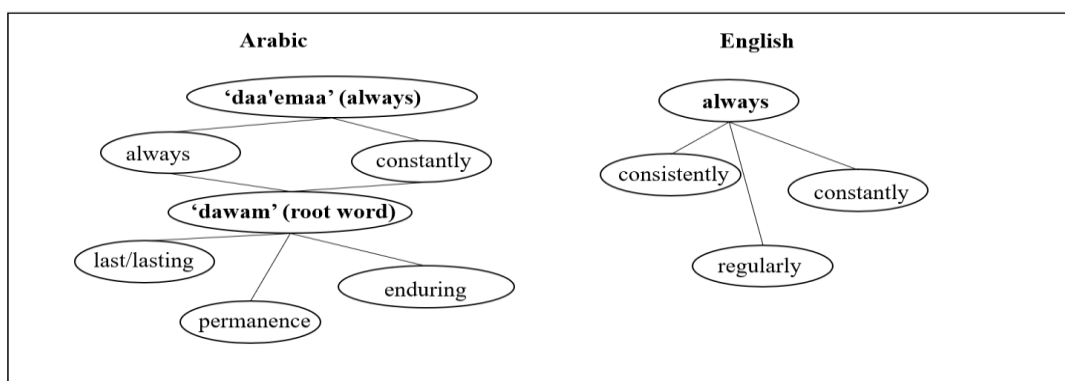 Arabic
‘daa'emaa’ (always)
always
constantly
‘dawam’ (root word)
last/lasting
enduring
permanence
English
always
consistently
constantly
regularly